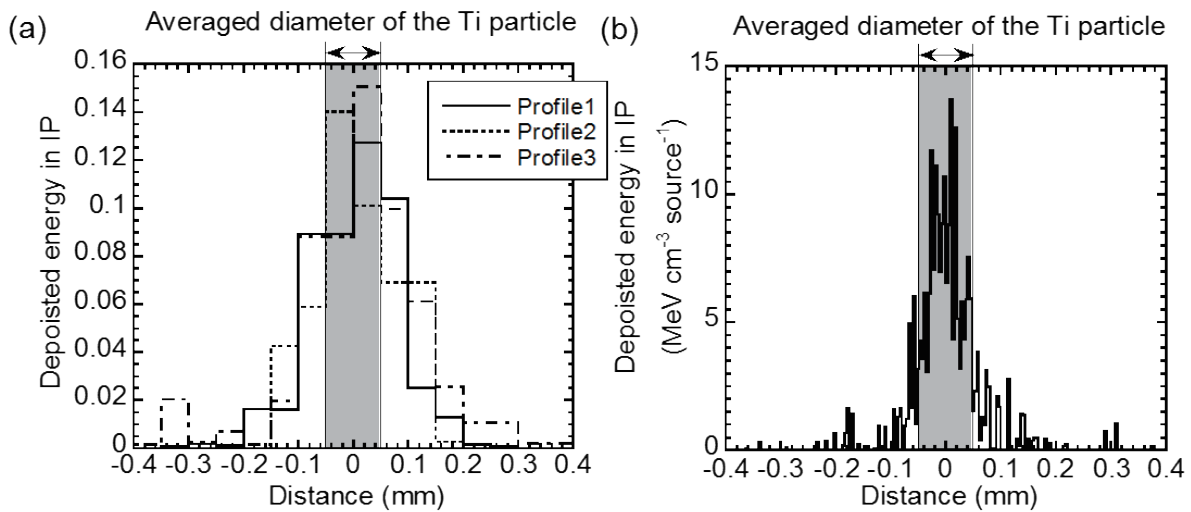 (a)
Averaged diameter of the Ti particle
0.16
0.14
0.12
0.1
0.08
0.06
0.04
0.02
0
Depoisted energy in IP
Profile1
Profile2
Profile3
-0.4 -0.3 -0.2 -0.1 0 0.1 0.2 0.3 0.4
Distance (mm)
(b)
Averaged diameter of the Ti particle
15
10
5
0
Depoisted energy in IP
(MeV cm-3 source-1)
-0.4 -0.3 -0.2 -0.1 0 0.1 0.2 0.3 0.4
Distance (mm)